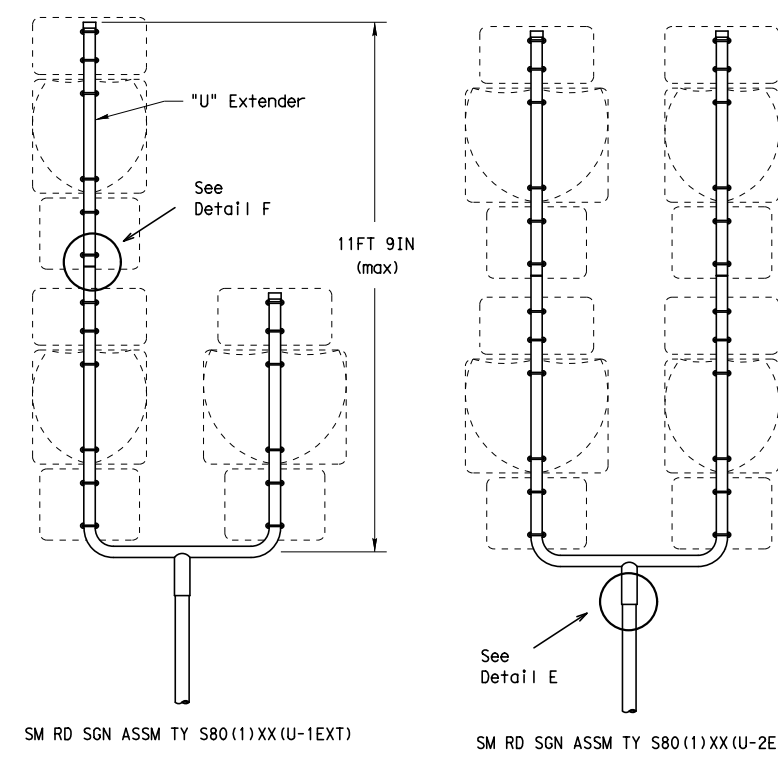 "U" Extender
See
Detail F
11FT 9IN
(max)
See
Detail E
SM RD SGN ASSM TY S80(1)XX(U-1EXT)
SM RD SGN ASSM TY S80(1)XX(U-2E